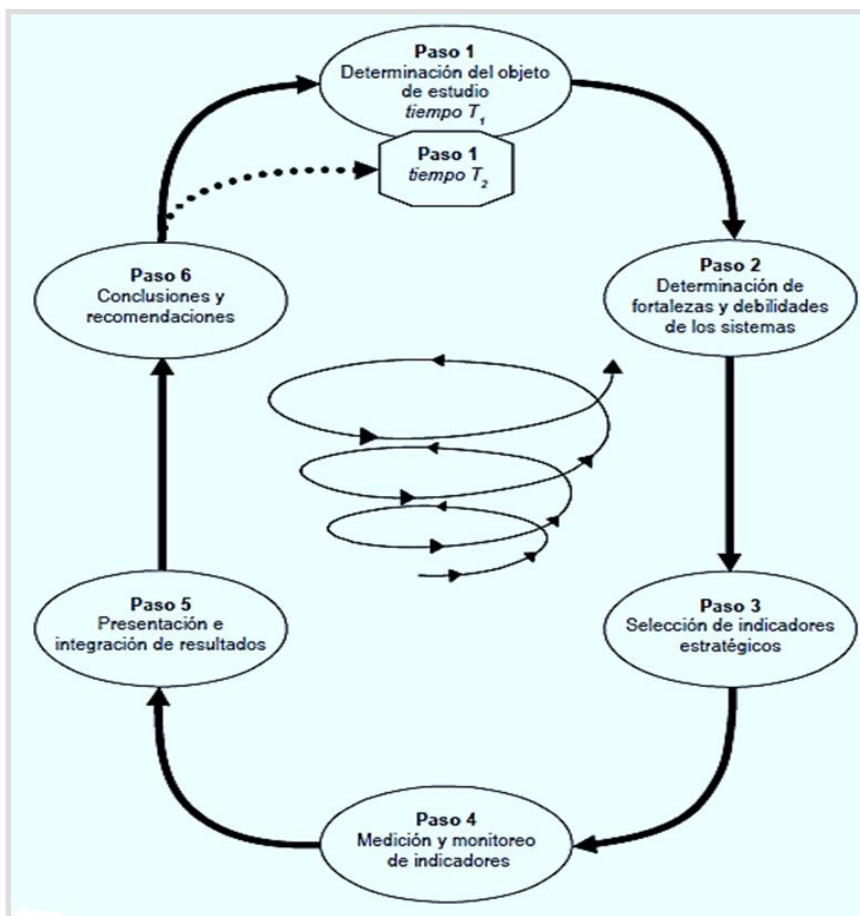 Paso 1
Determinación del objeto
de estudio
tiempo T1
Paso 1
tiempo T2
Paso 2
Determinación de
fortalezas y debilidades
de los sistemas
Paso 3
Selección de indicadores
estratégicos
Paso 4
Medición y monitoreo
de indicadores
Paso 5
Presentación e
integración de resultados
Paso 6
Conclusiones y
recomendaciones